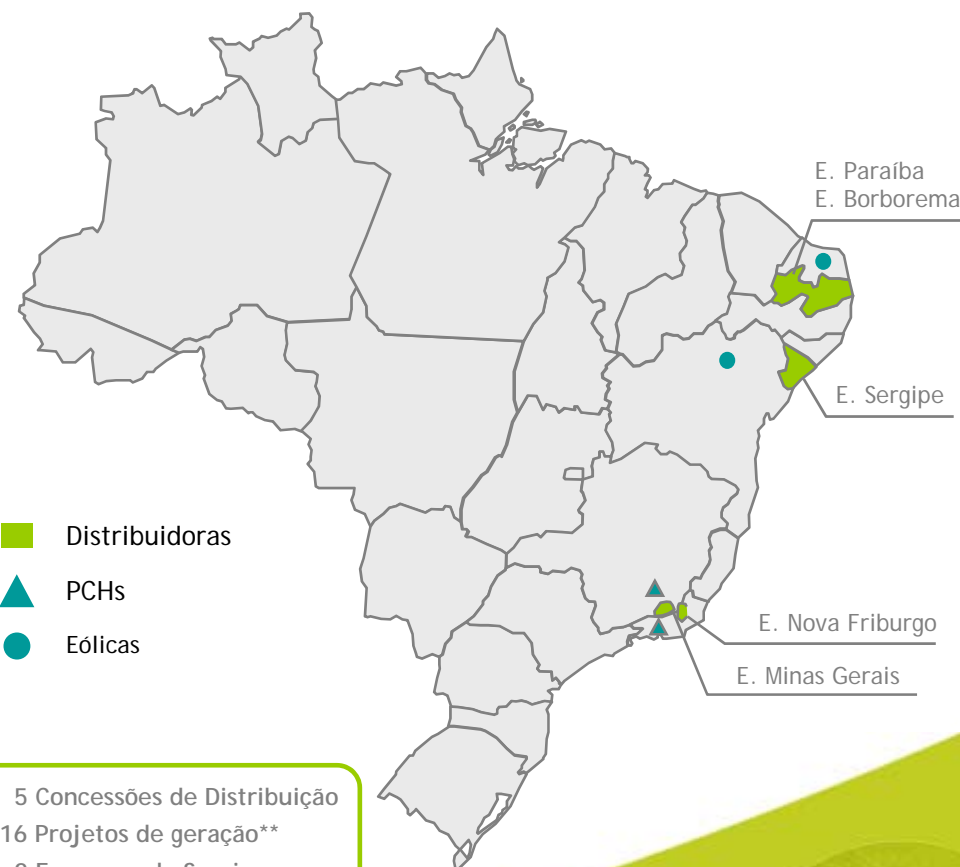 E. Paraíba
E. Borborema
E. Sergipe
Distribuidoras
PCHs
Eólicas
E. Nova Friburgo
E. Minas Gerais
5 Concessões de Distribuição
16 Projetos de geração**